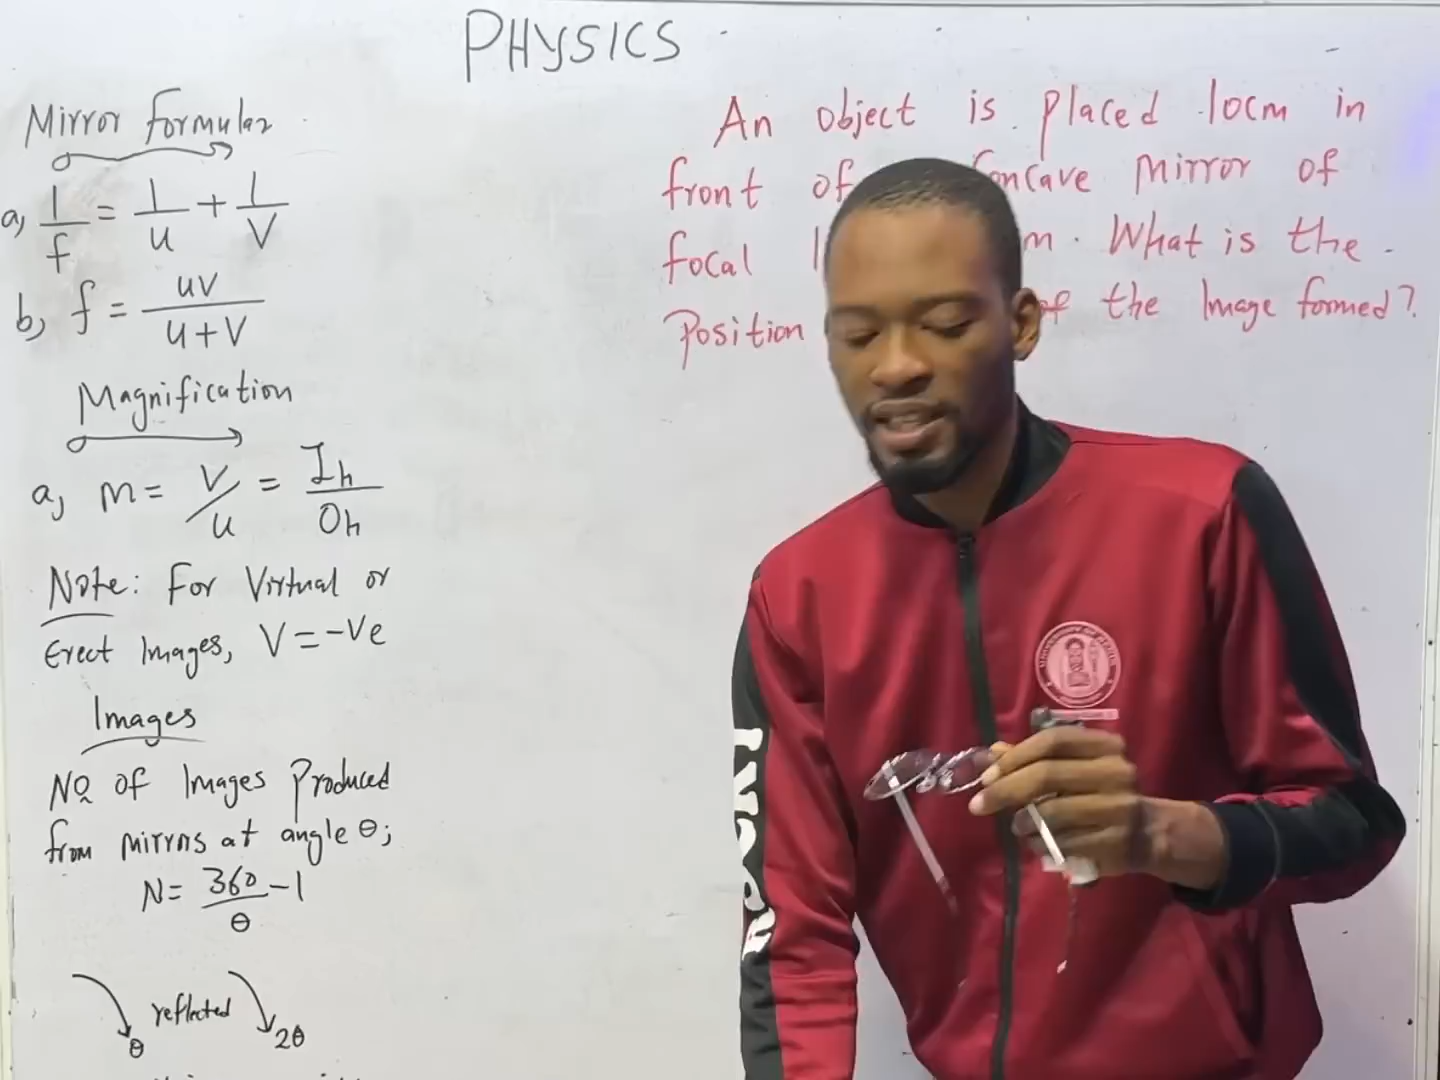 PHYSICS
Mirror formular
a, 1/f = 1/u + 1/V
b, f = uv/u+V
Magnification
a, m = V/u = Ih/Oh
Note: For Virtual or
Erect Images, V = -Ve
Images
No of Images Produced
from mirrors at angle θ;
N = 360/θ - 1
θ reflected 2θ
An object is placed 10cm in
front of Concave Mirror of
focal m. What is the
Position of the Image formed?